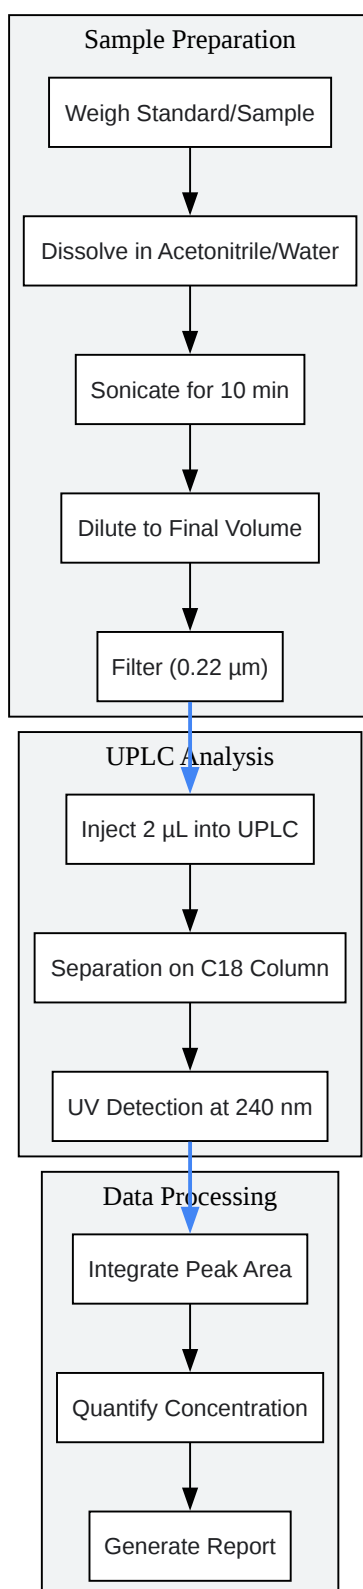 Sample Preparation
Weigh Standard/Sample
Dissolve in Acetonitrile/Water
Sonicate for 10 min
Dilute to Final Volume
Filter (0.22 µm)
UPLC Analysis
Inject 2 µL into UPLC
Separation on C18 Column
UV Detection at 240 nm
Data Processing
Integrate Peak Area
Quantify Concentration
Generate Report